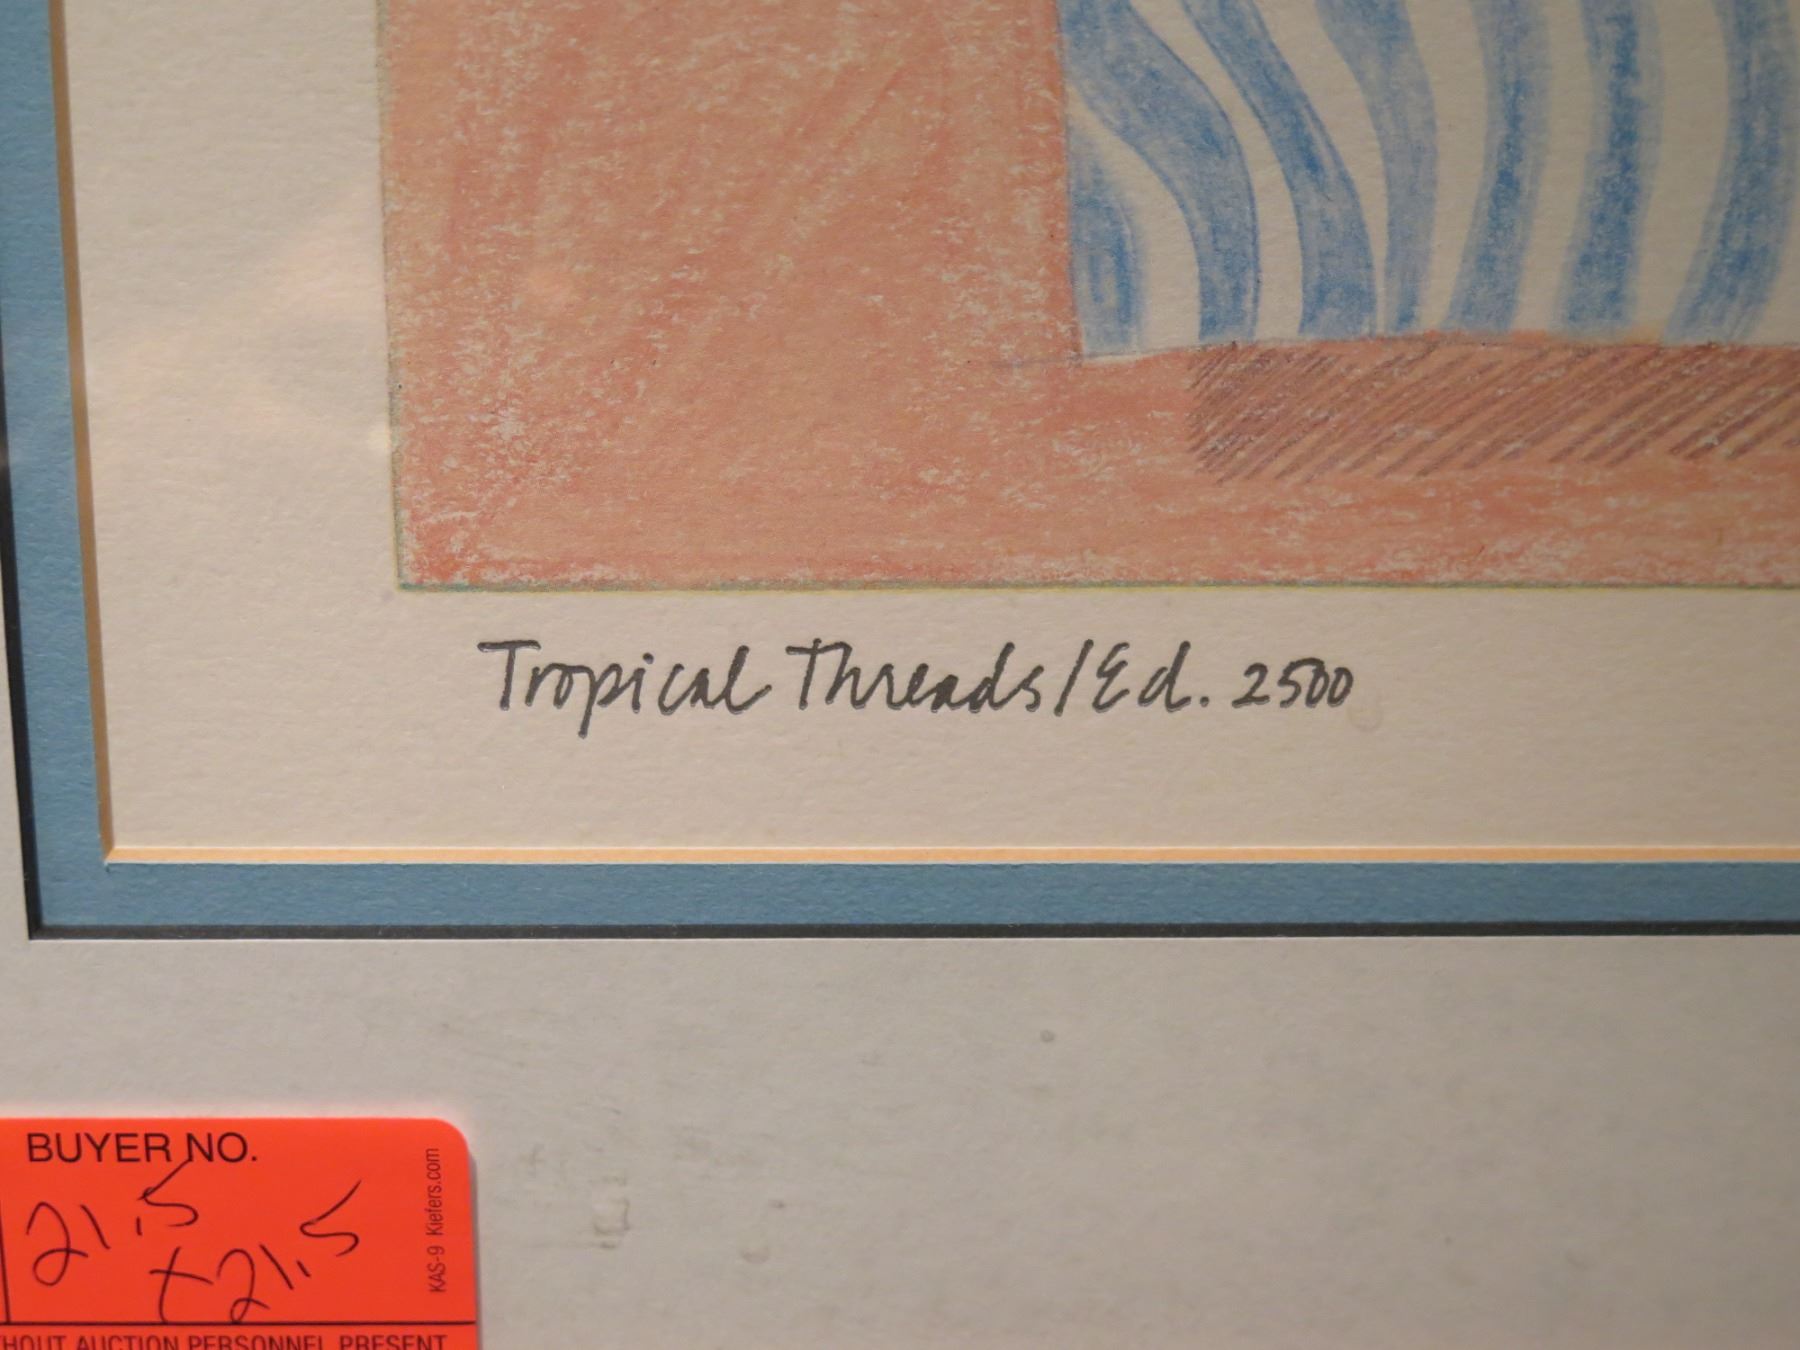 Tropical Threads/Ed. 2500
BUYER NO.
21.5
x21.5
KAS-9 Kiefers.com
HOUT AUCTION PERSONNEL PRESENT